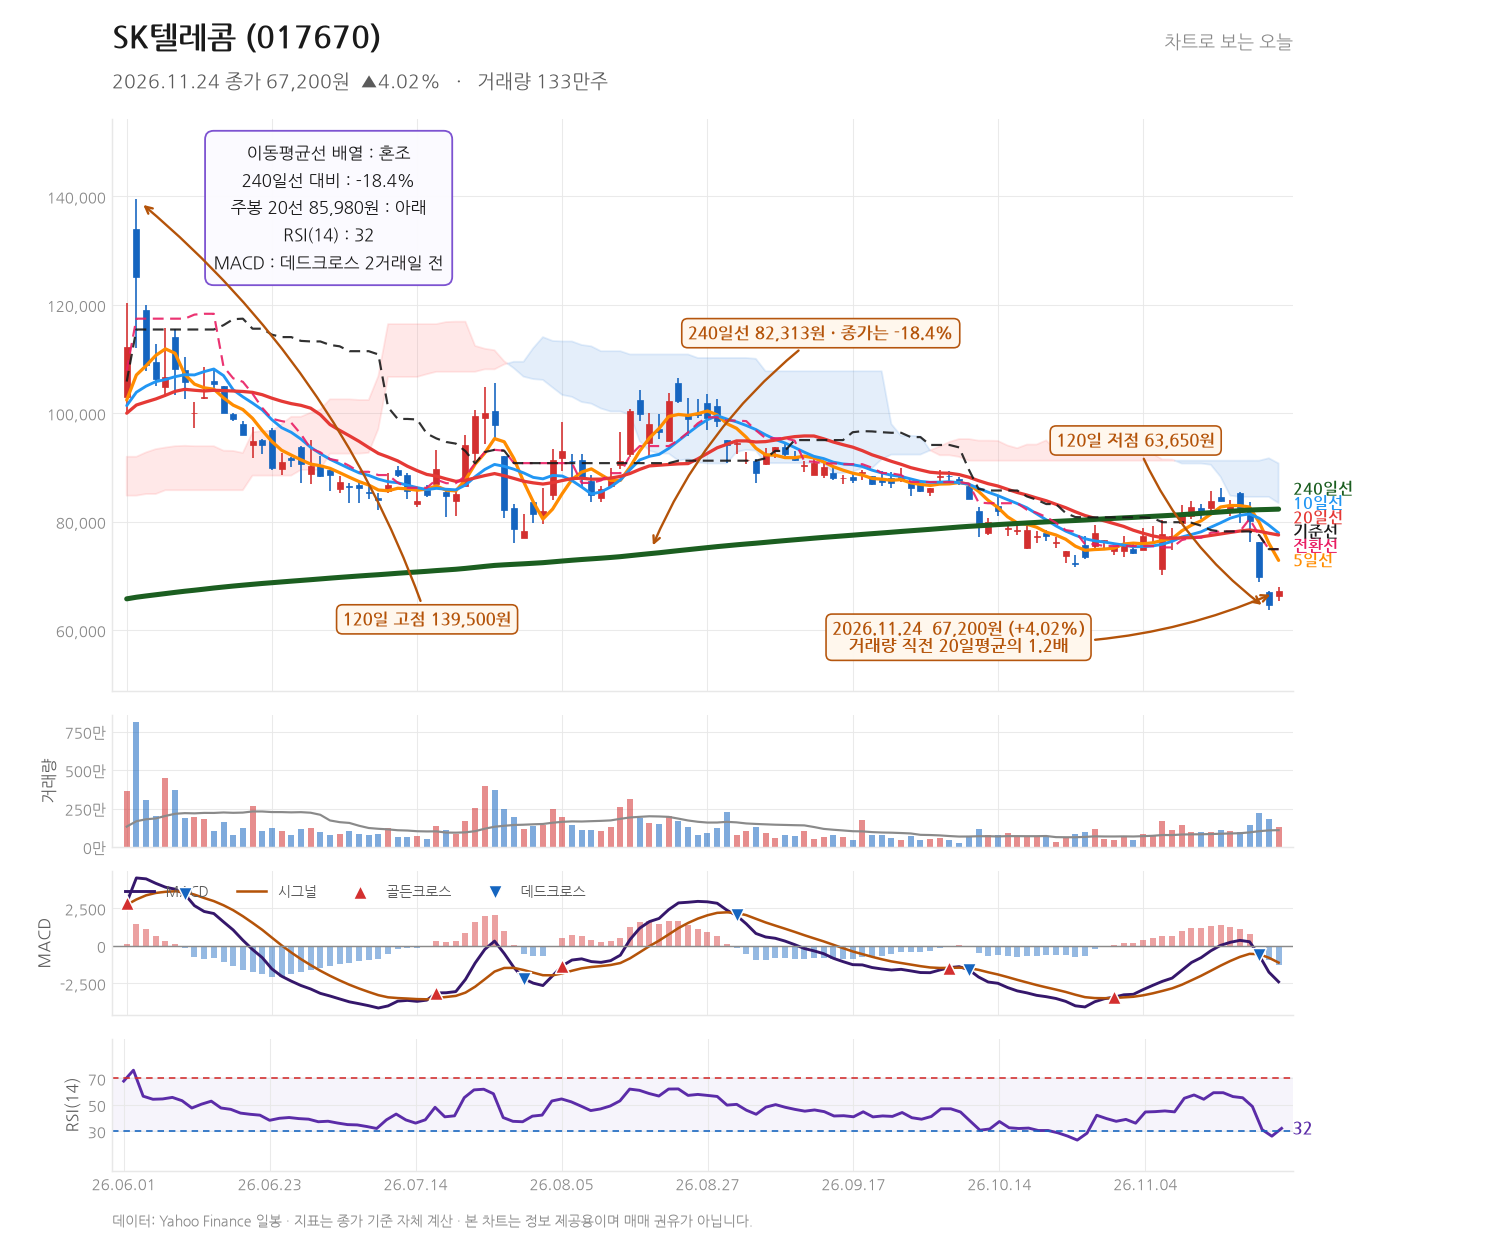 SK텔레콤 (017670)
차트로 보는 오늘
2026.11.24 종가 67,200원 ▲4.02% · 거래량 133만주
이동평균선 배열 : 혼조
240일선 대비 : -18.4%
주봉 20선 85,980원 : 아래
RSI(14) : 32
MACD : 데드크로스 2거래일 전
140,000
120,000
100,000
80,000
60,000
240일선 82,313원 · 종가는 -18.4%
120일 저점 63,650원
120일 고점 139,500원
2026.11.24 67,200원 (+4.02%)
거래량 직전 20일평균의 1.2배
240일선
10일선
20일선
기준선
전환선
5일선
거래량
750만
500만
250만
0만
MACD
MACD 시그널 골든크로스 데드크로스
2,500
0
-2,500
RSI(14)
70
50
30
32
26.06.01 26.06.23 26.07.14 26.08.05 26.08.27 26.09.17 26.10.14 26.11.04
데이터: Yahoo Finance 일봉 · 지표는 종가 기준 자체 계산 · 본 차트는 정보 제공용이며 매매 권유가 아닙니다.